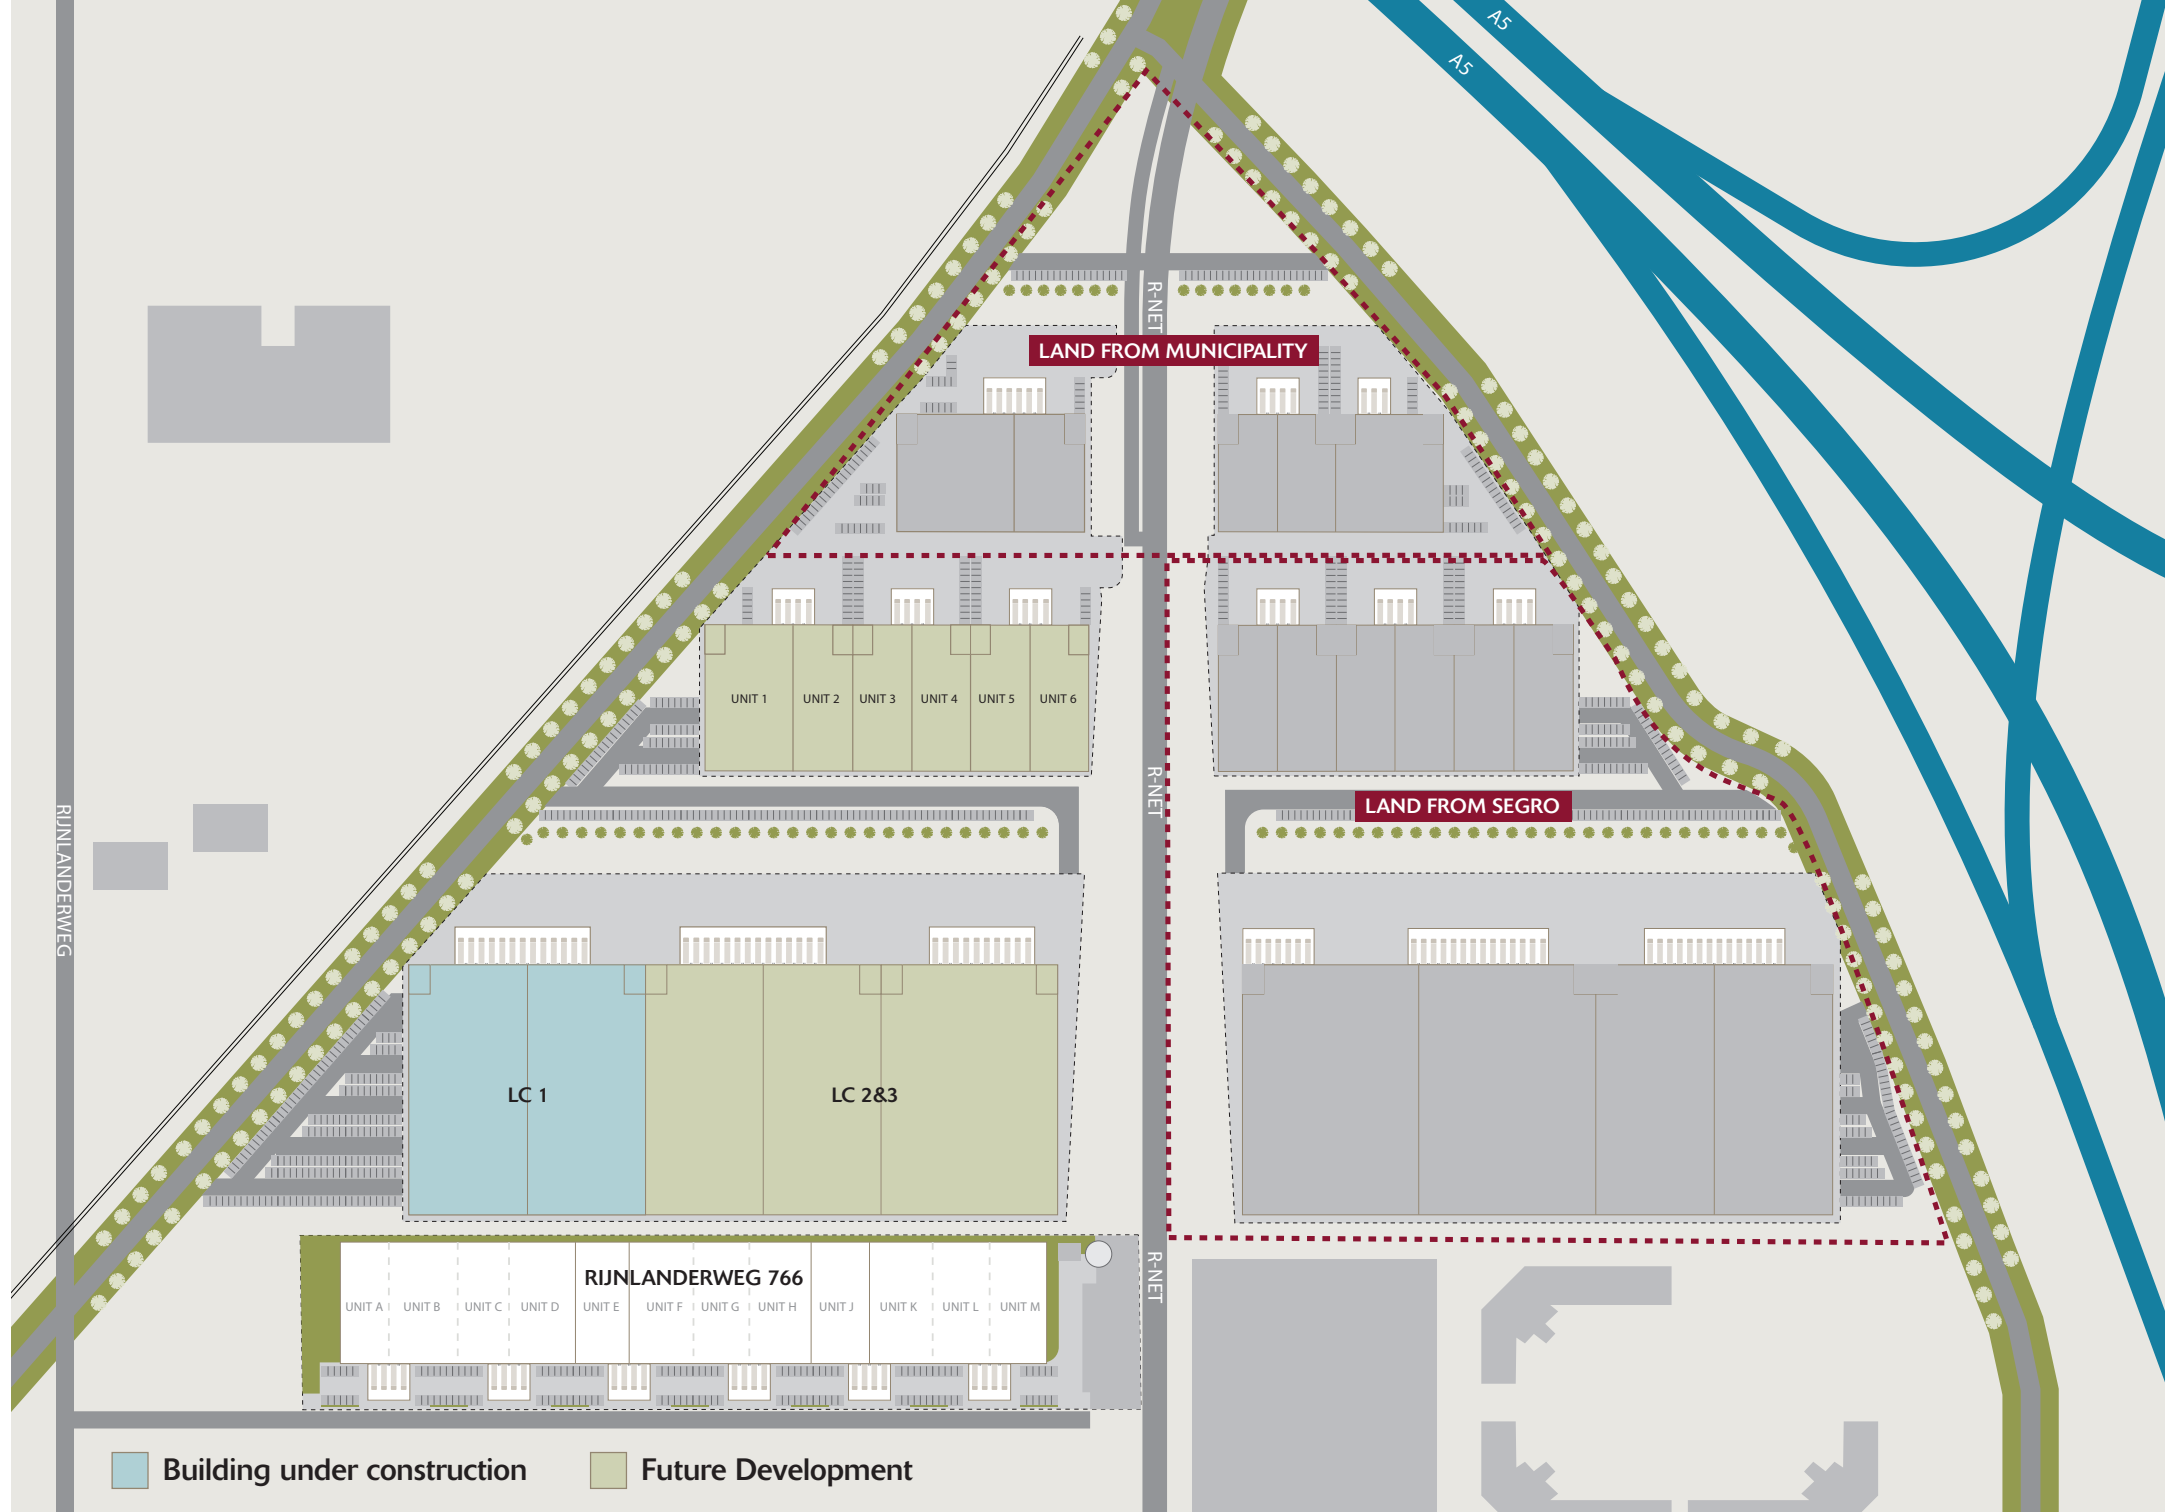 A5
A5
R-NET
LAND FROM MUNICIPALITY
UNIT 1
UNIT 2
UNIT 3
UNIT 4
UNIT 5
UNIT 6
R-NET
LAND FROM SEGRO
RIJNLANDERWEG
LC 1
LC 2&3
R-NET
RIJNLANDERWEG 766
UNIT A
UNIT B
UNIT C
UNIT D
UNIT E
UNIT F
UNIT G
UNIT H
UNIT J
UNIT K
UNIT L
UNIT M
Building under construction
Future Development